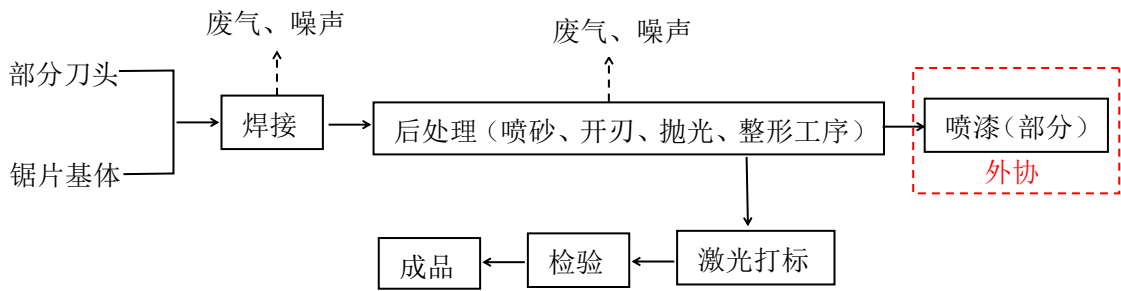 废气、噪声
废气、噪声
部分刀头
焊接
后处理（喷砂、开刃、抛光、整形工序）
喷漆（部分）
锯片基体
外协
成品
检验
激光打标